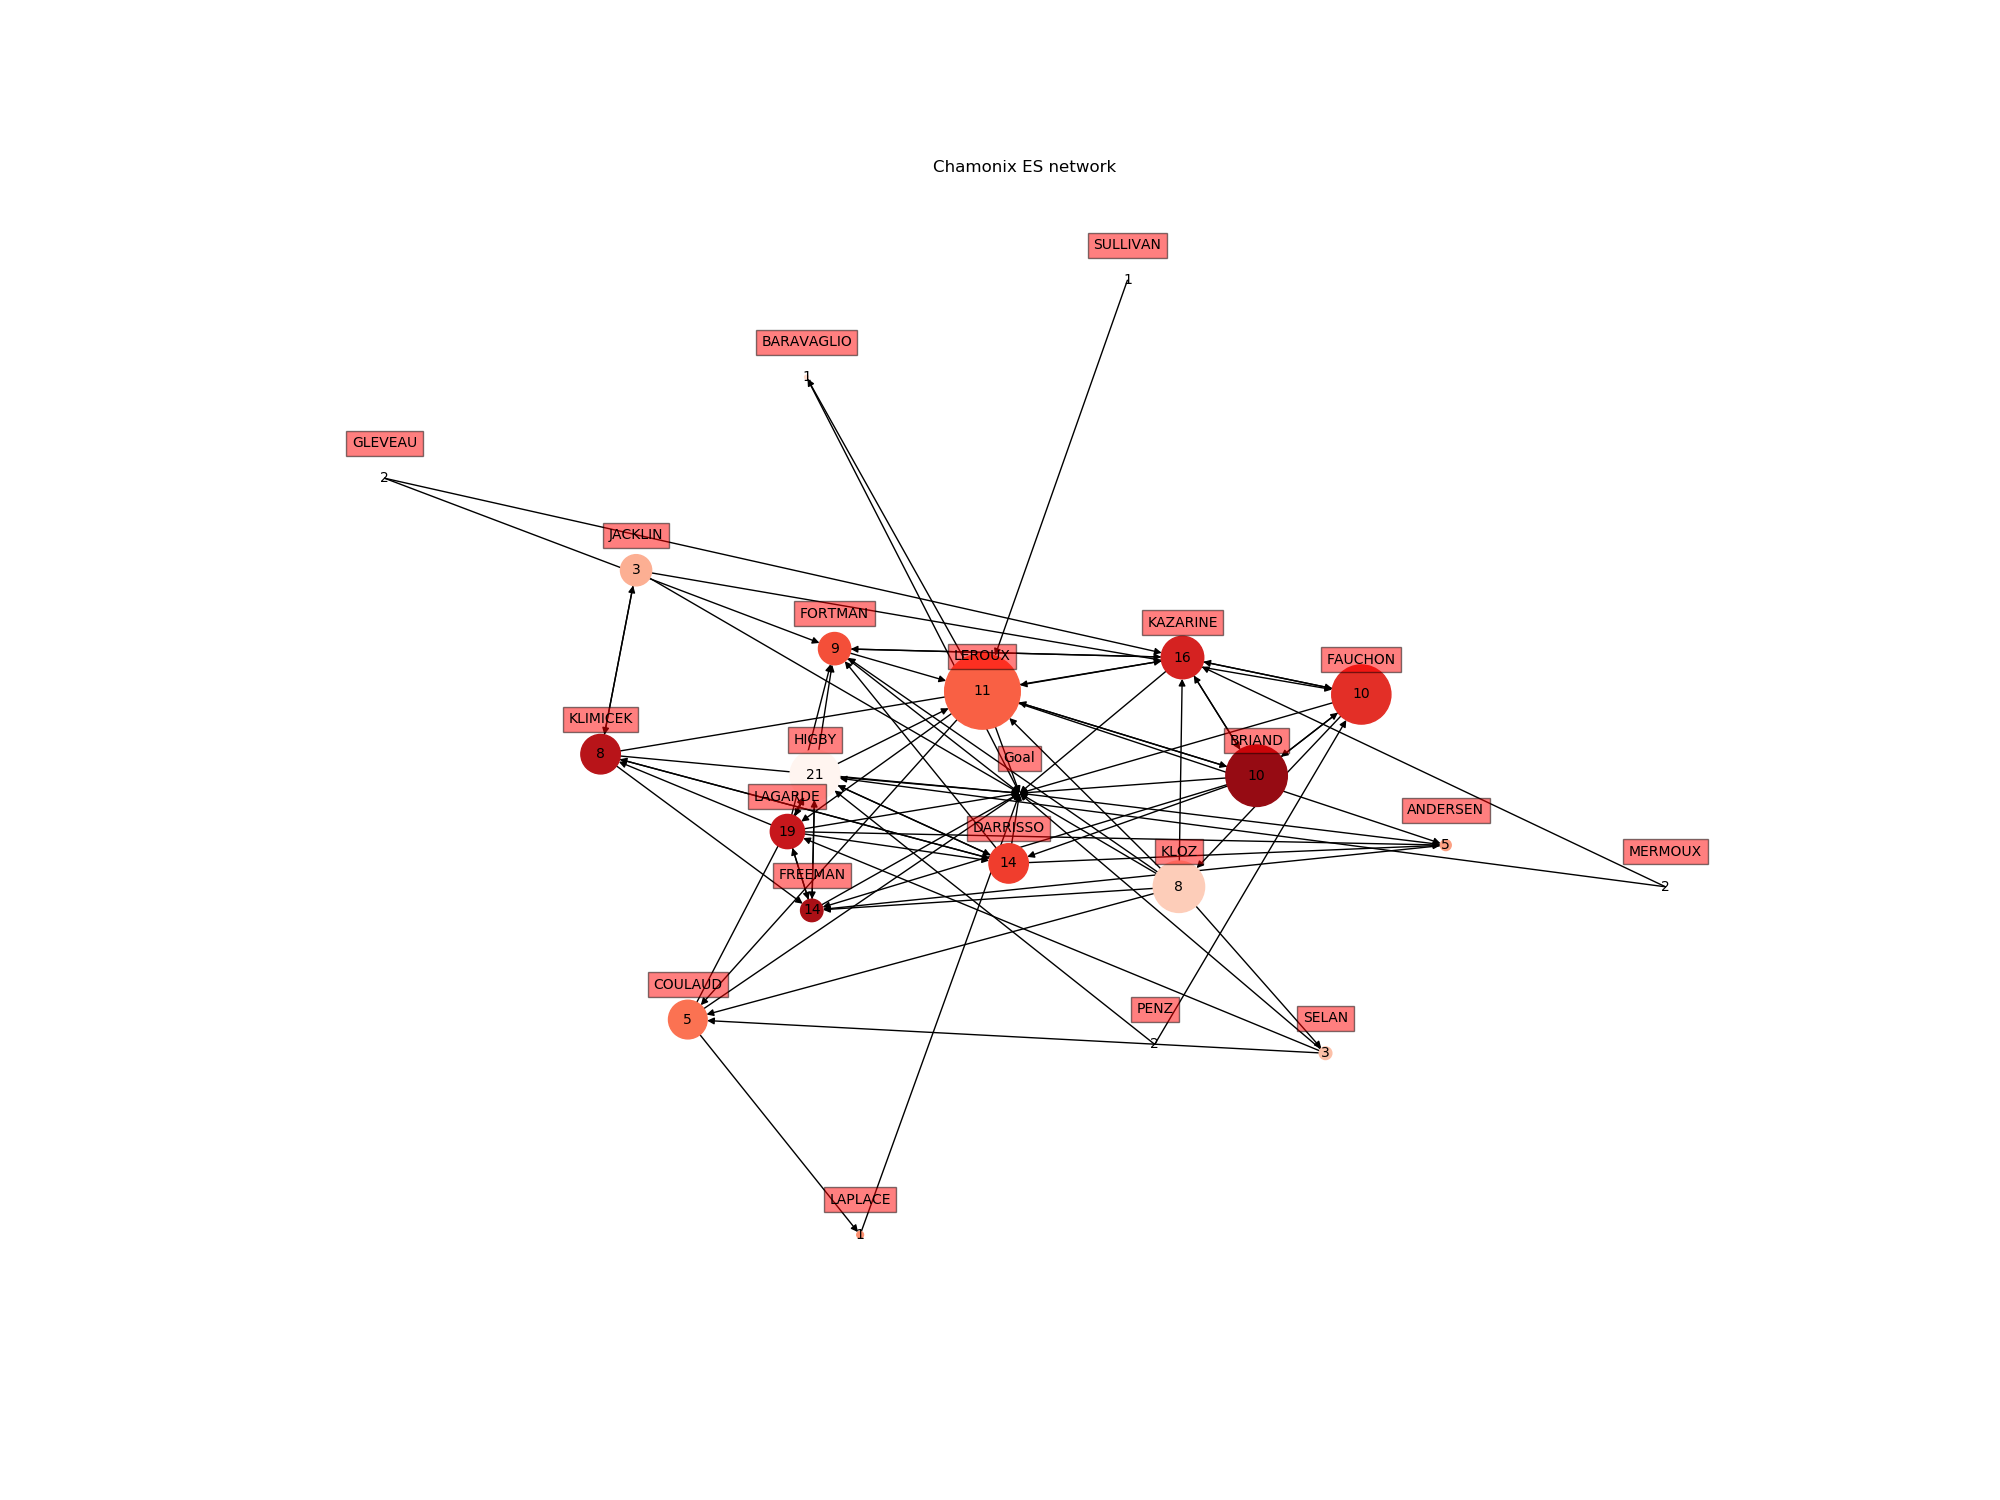 Chamonix ES network
SULLIVAN
1
BARAVAGLIO
1
GLEVEAU
2
JACKLIN
3
FORTMAN
9
KAZARINE
16
LEROUX
11
FAUCHON
10
KLIMICEK
8
HIGBY
21
BRIAND
10
Goal
LAGARDE
19
ANDERSEN
5
DARRISSO
14
KLOZ
8
MERMOUX
2
FREEMAN
14
COULAUD
5
PENZ
2
SELAN
3
LAPLACE
1